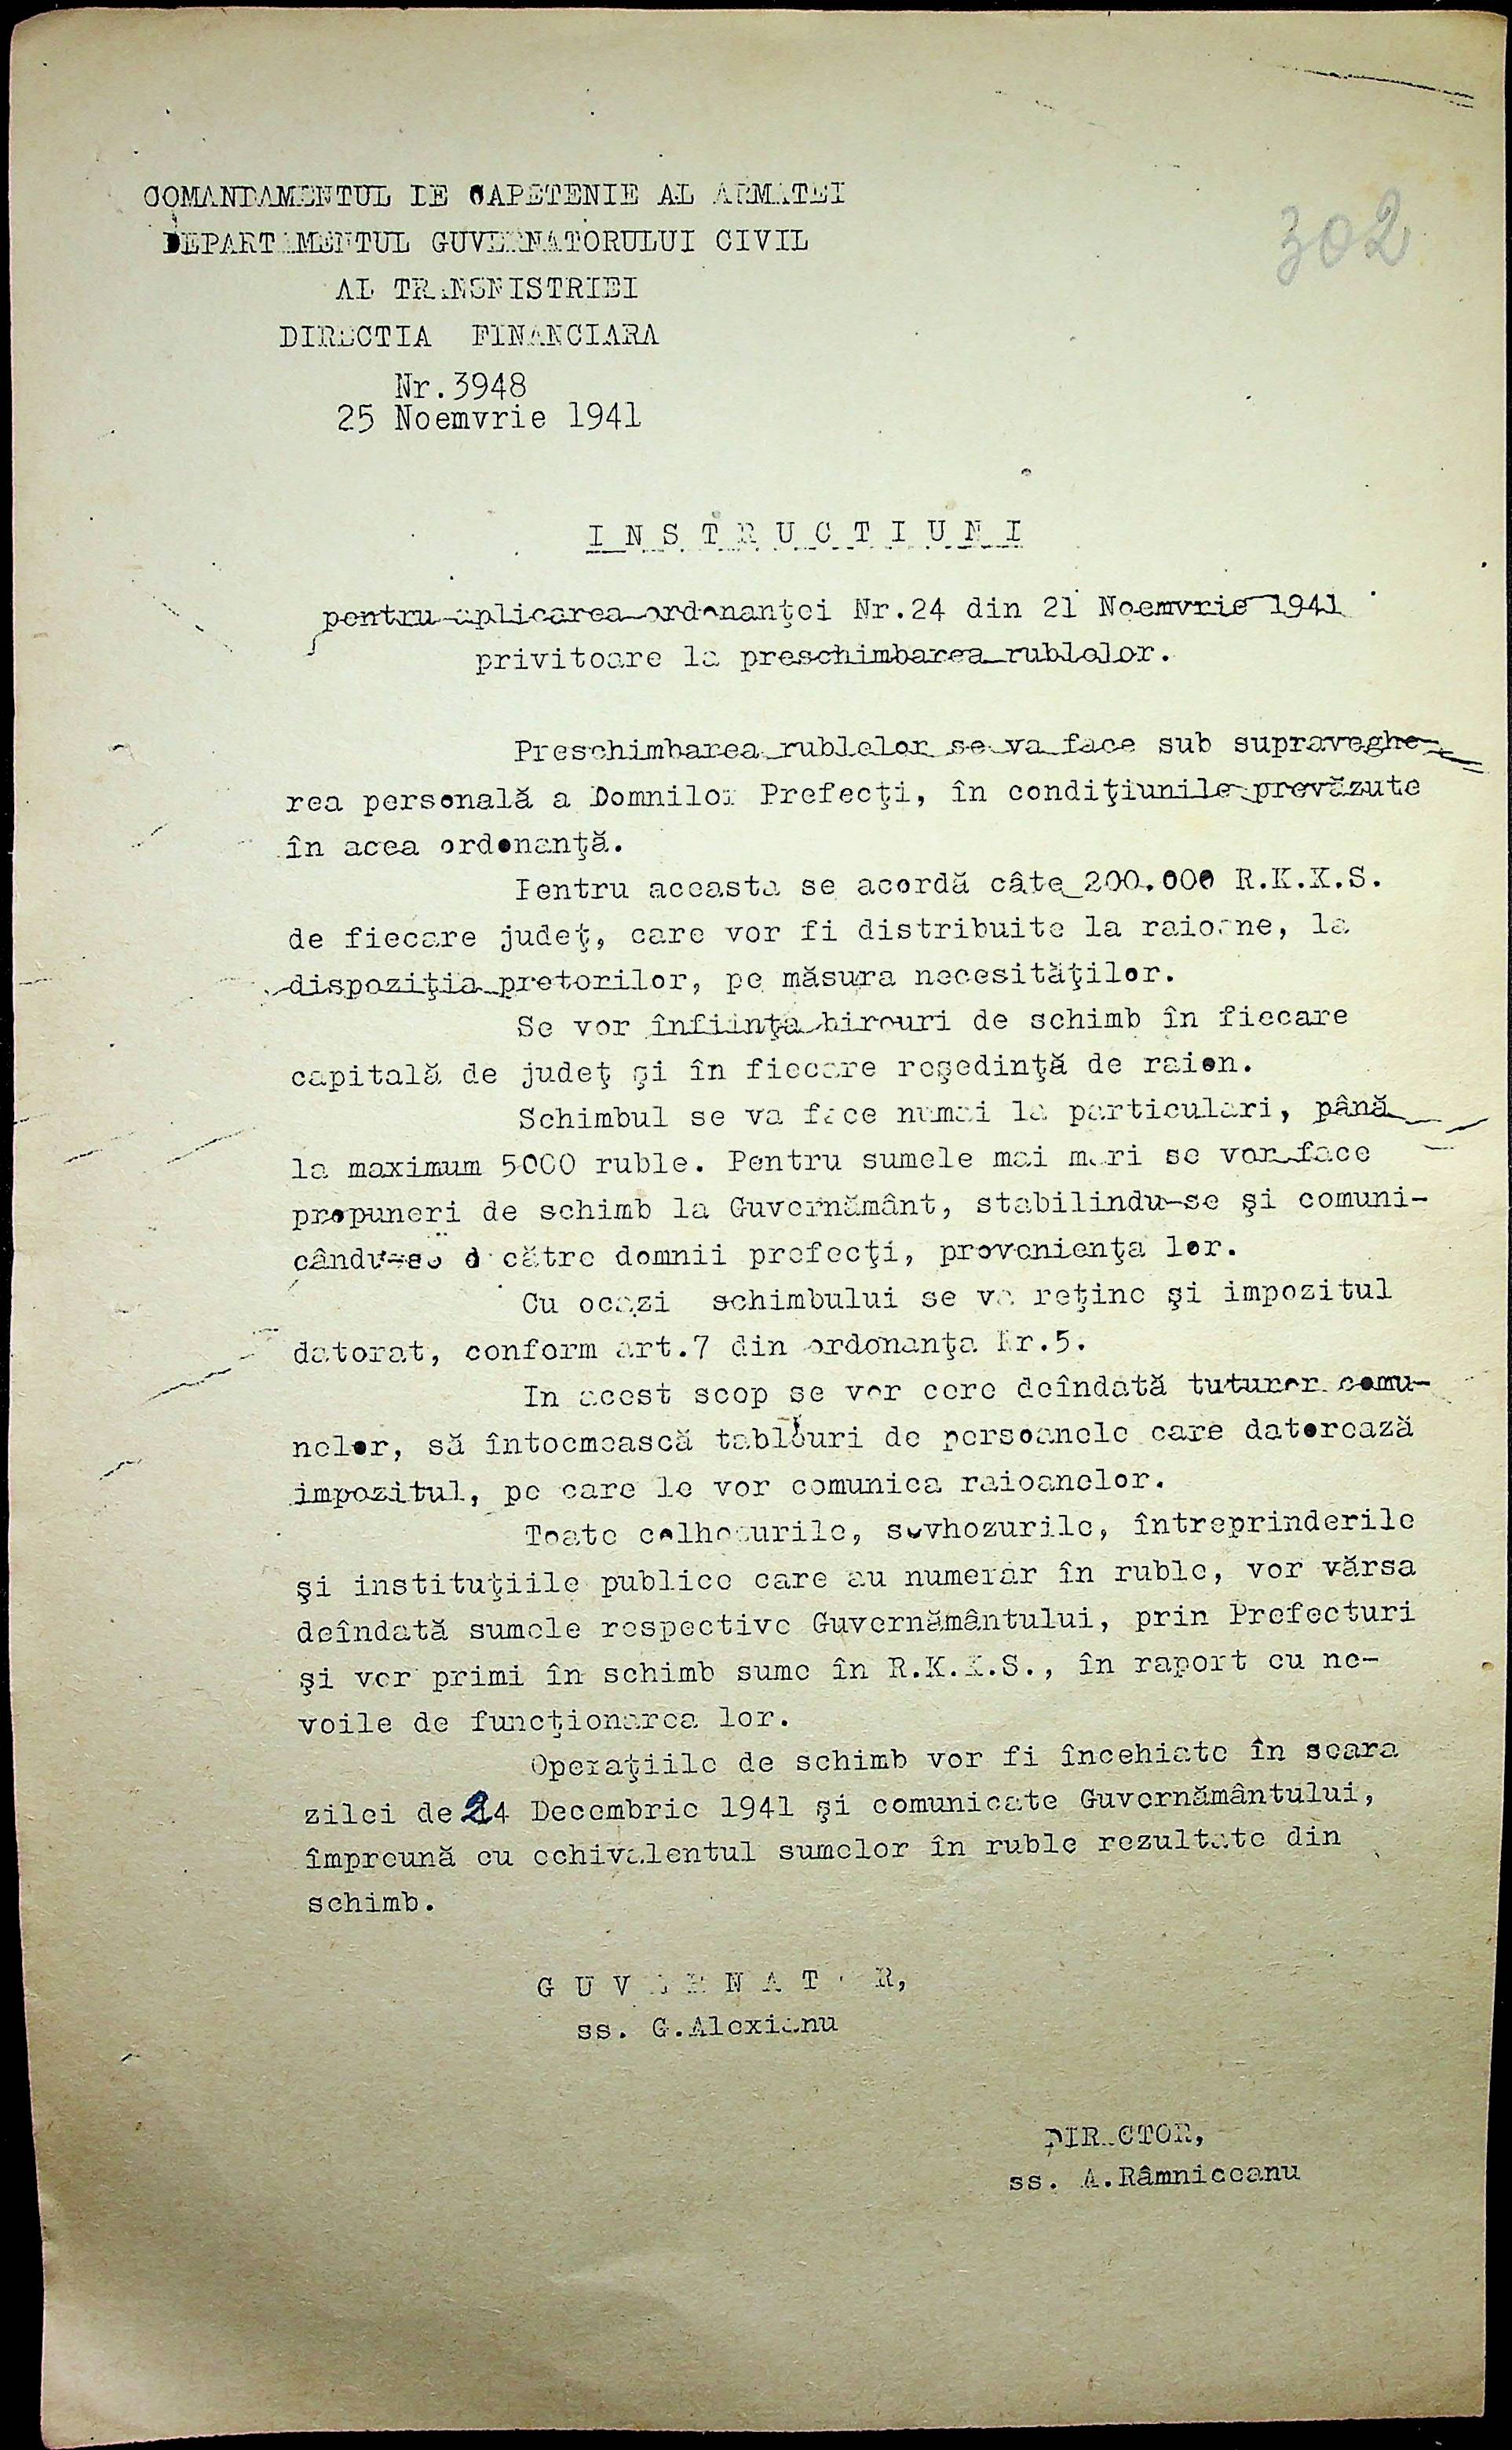 COMANDAMENTUL DE CAPETENIE AL ARMATEI
302
DEPARTAMENTUL GUVERNATORULUI CIVIL
AL TRANSNISTRIEI
DIRECTIA FINANCIARA
Nr.3948
25 Noemvrie 1941
I N S T R U C T I U N I
pentru aplicarea ordonanţei Nr.24 din 21 Noemvrie 1941
privitoare la preschimbarea rublelor.
Preschimbarea rublelor se va face sub supraveghe-
rea personală a Domnilor Prefecţi, în condiţiunile prevăzute
în acea ordonanţă.
Pentru aceasta se acordă câte 200.000 R.K.K.S.
de fiecare judeţ, care vor fi distribuite la raioane, la
dispoziţia pretorilor, pe măsura necesităţilor.
Se vor înfiinţa birouri de schimb în fiecare
capitală de judeţ şi în fiecare reşedinţă de raion.
Schimbul se va face numai la particulari, până
la maximum 5000 ruble. Pentru sumele mai mari se vor face
propuneri de schimb la Guvernământ, stabilindu-se şi comuni-
cându-se d către domnii prefecţi, provenienţa lor.
Cu ocazi schimbului se va reţine şi impozitul
datorat, conform art.7 din ordonanţa Nr.5.
In acest scop se vor cere deîndată tuturor comu-
nelor, să întocmească tablouri de persoanele care datorează
impozitul, pe care le vor comunica raioanelor.
Toate colhozurile, sovhozurile, întreprinderile
şi instituţiile publice care au numerar în ruble, vor vărsa
deîndată sumele respective Guvernământului, prin Prefecturi
şi vor primi în schimb sume în R.K.K.S., în raport cu ne-
voile de funcţionarea lor.
Operaţiile de schimb vor fi încheiate în seara
zilei de 24 Decembrie 1941 şi comunicate Guvernământului,
împreună cu echivalentul sumelor în ruble rezultate din
schimb.
G U V E R N A T O R,
ss. G.Alexianu
DIRECTOR,
ss. A.Râmniceanu